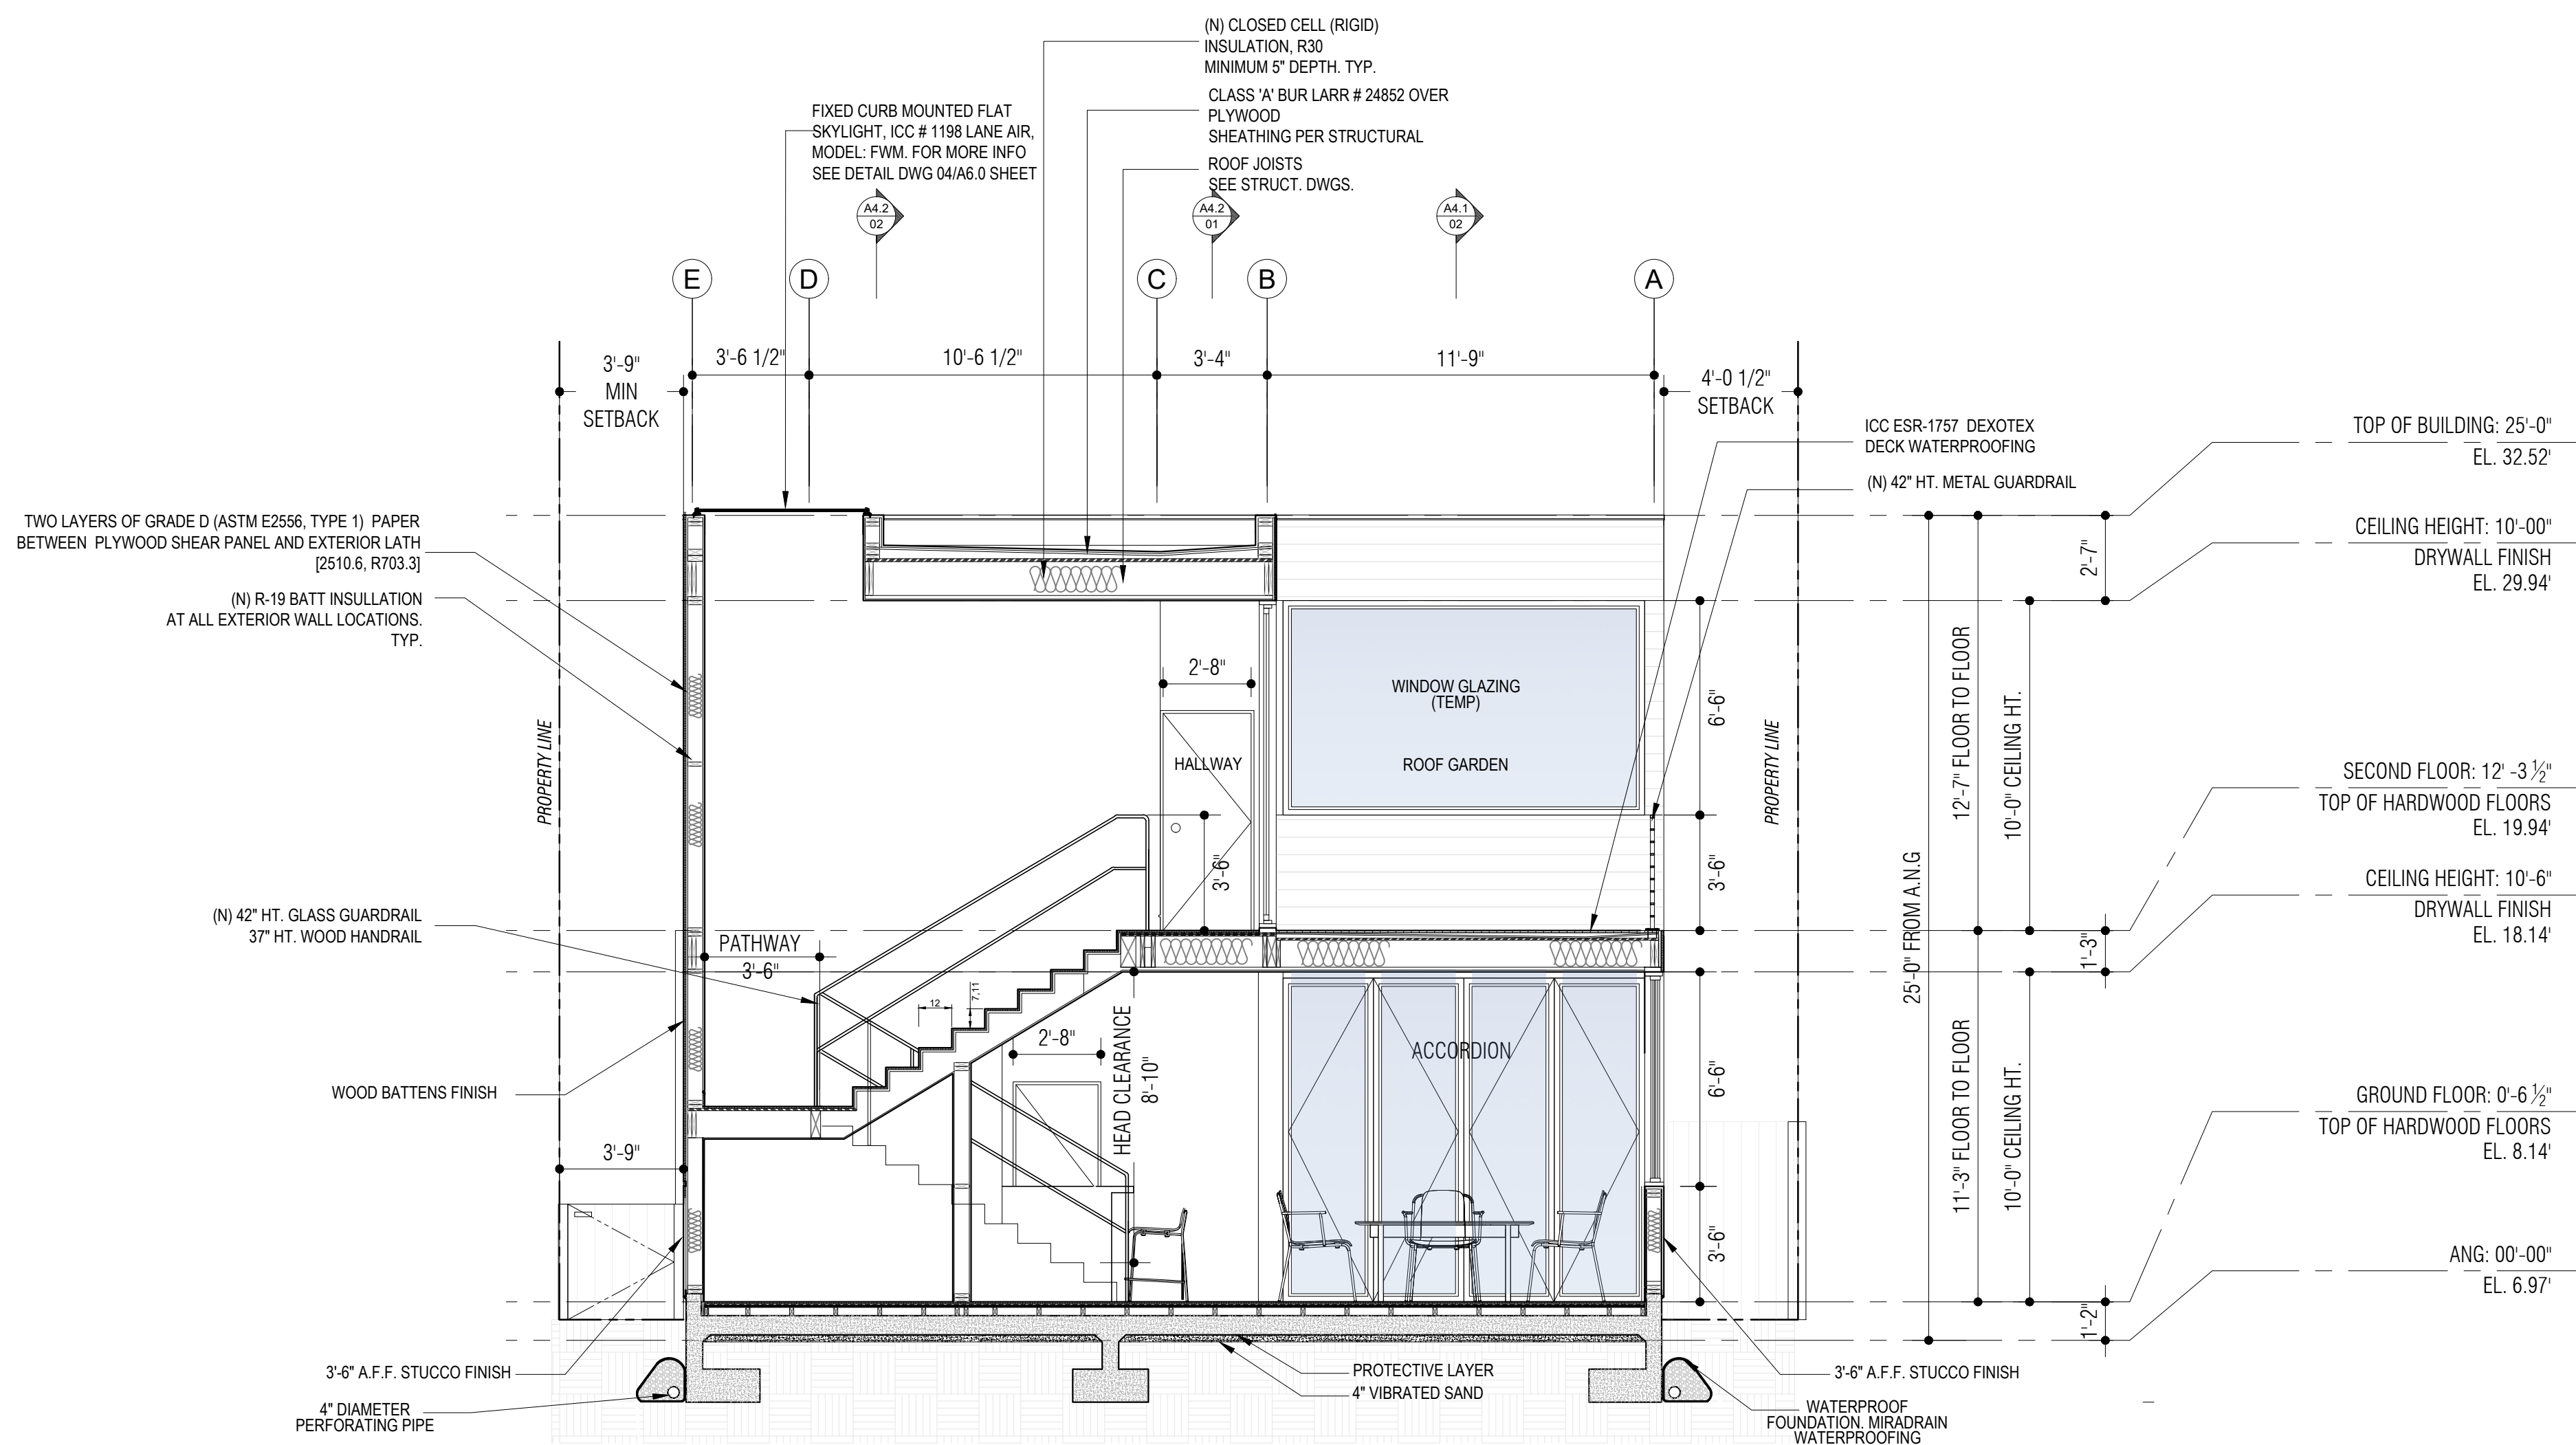 (N) CLOSED CELL (RIGID)
INSULATION, R30
MINIMUM 5" DEPTH. TYP.
CLASS 'A' BUR LARR # 24852 OVER
PLYWOOD
SHEATHING PER STRUCTURAL
ROOF JOISTS
SEE STRUCT. DWGS.
FIXED CURB MOUNTED FLAT
SKYLIGHT, ICC # 1198 LANE AIR,
MODEL: FWM. FOR MORE INFO
SEE DETAIL DWG 04/A6.0 SHEET
A4.2
02
A4.2
01
A4.1
02
E
D
C
B
A
3'-9"
MIN
SETBACK
3'-6 1/2"
10'-6 1/2"
3'-4"
11'-9"
4'-0 1/2"
SETBACK
ICC ESR-1757 DEXOTEX
DECK WATERPROOFING
(N) 42" HT. METAL GUARDRAIL
TWO LAYERS OF GRADE D (ASTM E2556, TYPE 1) PAPER
BETWEEN PLYWOOD SHEAR PANEL AND EXTERIOR LATH
[2510.6, R703.3]
(N) R-19 BATT INSULLATION
AT ALL EXTERIOR WALL LOCATIONS.
TYP.
(N) 42" HT. GLASS GUARDRAIL
37" HT. WOOD HANDRAIL
WOOD BATTENS FINISH
3'-9"
3'-6" A.F.F. STUCCO FINISH
4" DIAMETER
PERFORATING PIPE
PROPERTY LINE
PATHWAY
3'-6"
12
7,11
2'-8"
HALLWAY
3'-6"
WINDOW GLAZING
(TEMP)
ROOF GARDEN
2'-8"
HEAD CLEARANCE
8'-10"
ACCORDION
PROTECTIVE LAYER
4" VIBRATED SAND
6'-6"
3'-6"
6'-6"
3'-6"
PROPERTY LINE
3'-6" A.F.F. STUCCO FINISH
WATERPROOF
FOUNDATION. MIRADRAIN
WATERPROOFING
25'-0" FROM A.N.G
12'-7" FLOOR TO FLOOR
11'-3" FLOOR TO FLOOR
10'-0" CEILING HT.
10'-0" CEILING HT.
2'-7"
1'-3"
1'-2"
TOP OF BUILDING: 25'-0"
EL. 32.52'
CEILING HEIGHT: 10'-00"
DRYWALL FINISH
EL. 29.94'
SECOND FLOOR: 12' -3 1/2"
TOP OF HARDWOOD FLOORS
EL. 19.94'
CEILING HEIGHT: 10'-6"
DRYWALL FINISH
EL. 18.14'
GROUND FLOOR: 0'-6 1/2"
TOP OF HARDWOOD FLOORS
EL. 8.14'
ANG: 00'-00"
EL. 6.97'